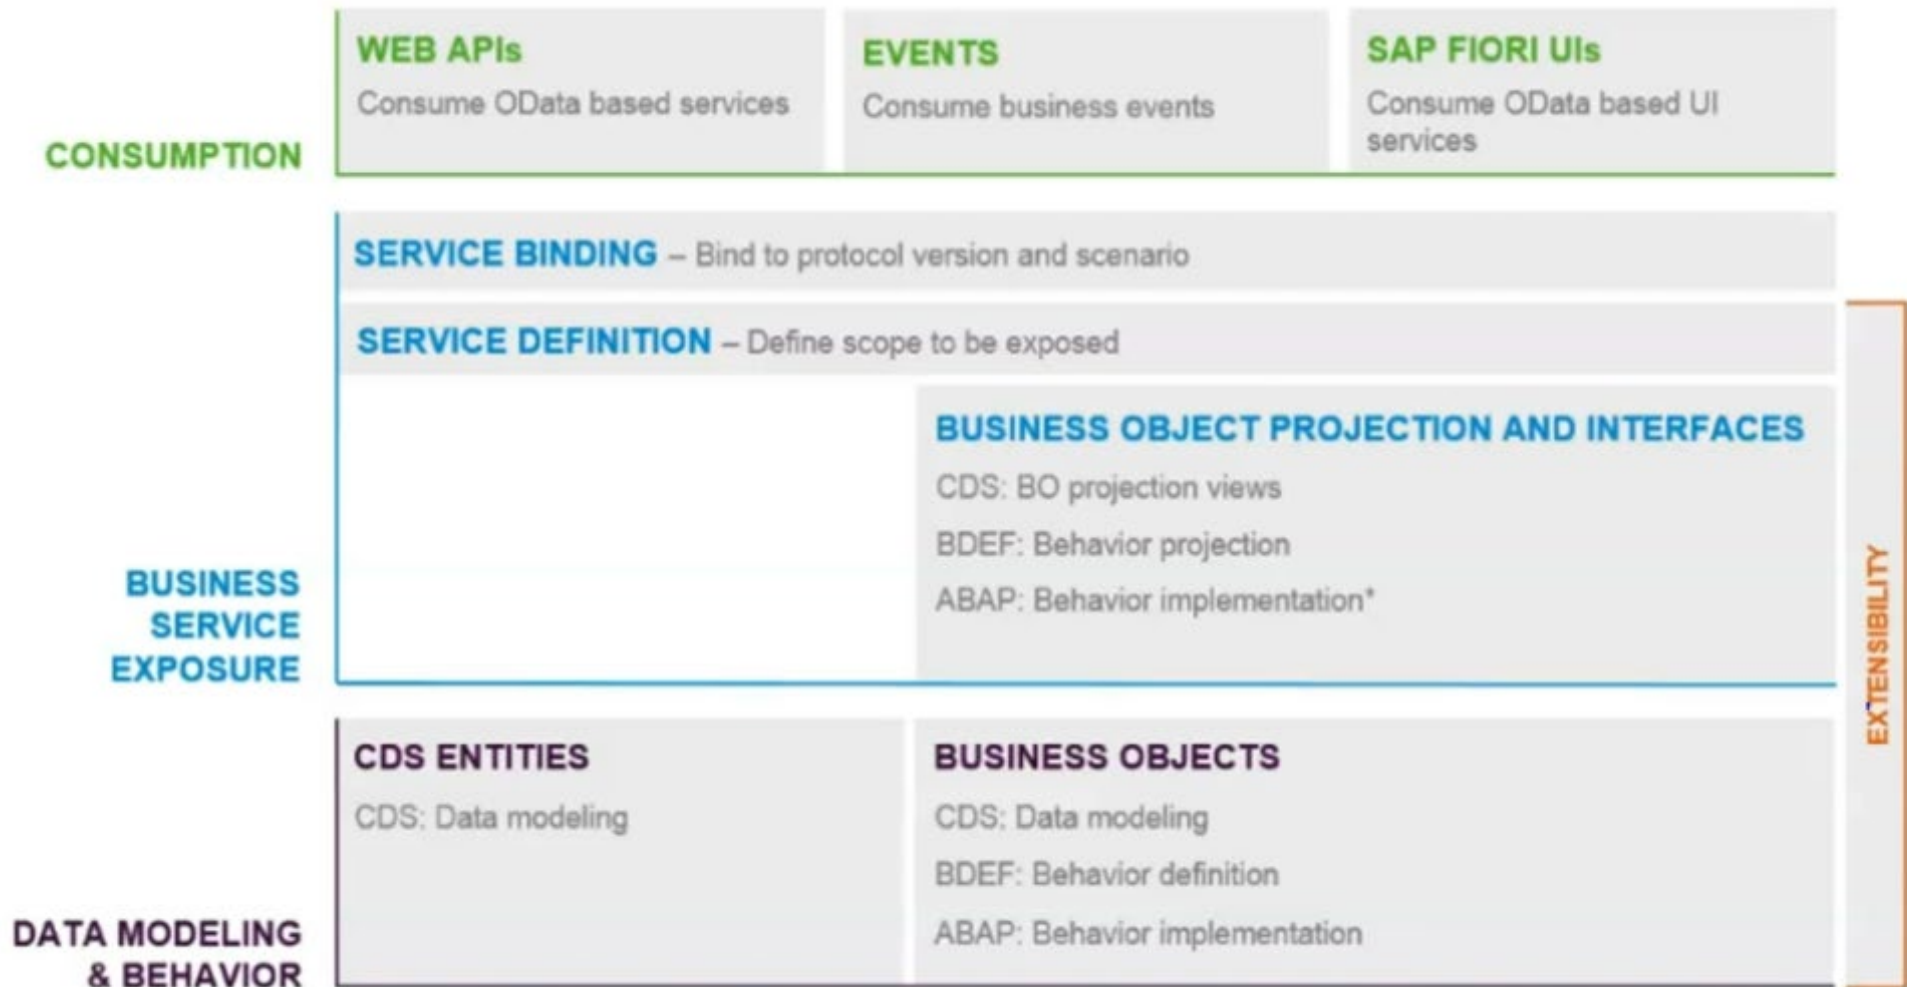 WEB APIs
Consume OData based services
EVENTS
Consume business events
SAP FIORI UIs
Consume OData based UI
services
CONSUMPTION
SERVICE BINDING – Bind to protocol version and scenario
SERVICE DEFINITION – Define scope to be exposed
BUSINESS OBJECT PROJECTION AND INTERFACES
CDS: BO projection views
BDEF: Behavior projection
ABAP: Behavior implementation*
BUSINESS
SERVICE
EXPOSURE
EXTENSIBILITY
CDS ENTITIES
CDS: Data modeling
BUSINESS OBJECTS
CDS: Data modeling
BDEF: Behavior definition
ABAP: Behavior implementation
DATA MODELING
& BEHAVIOR